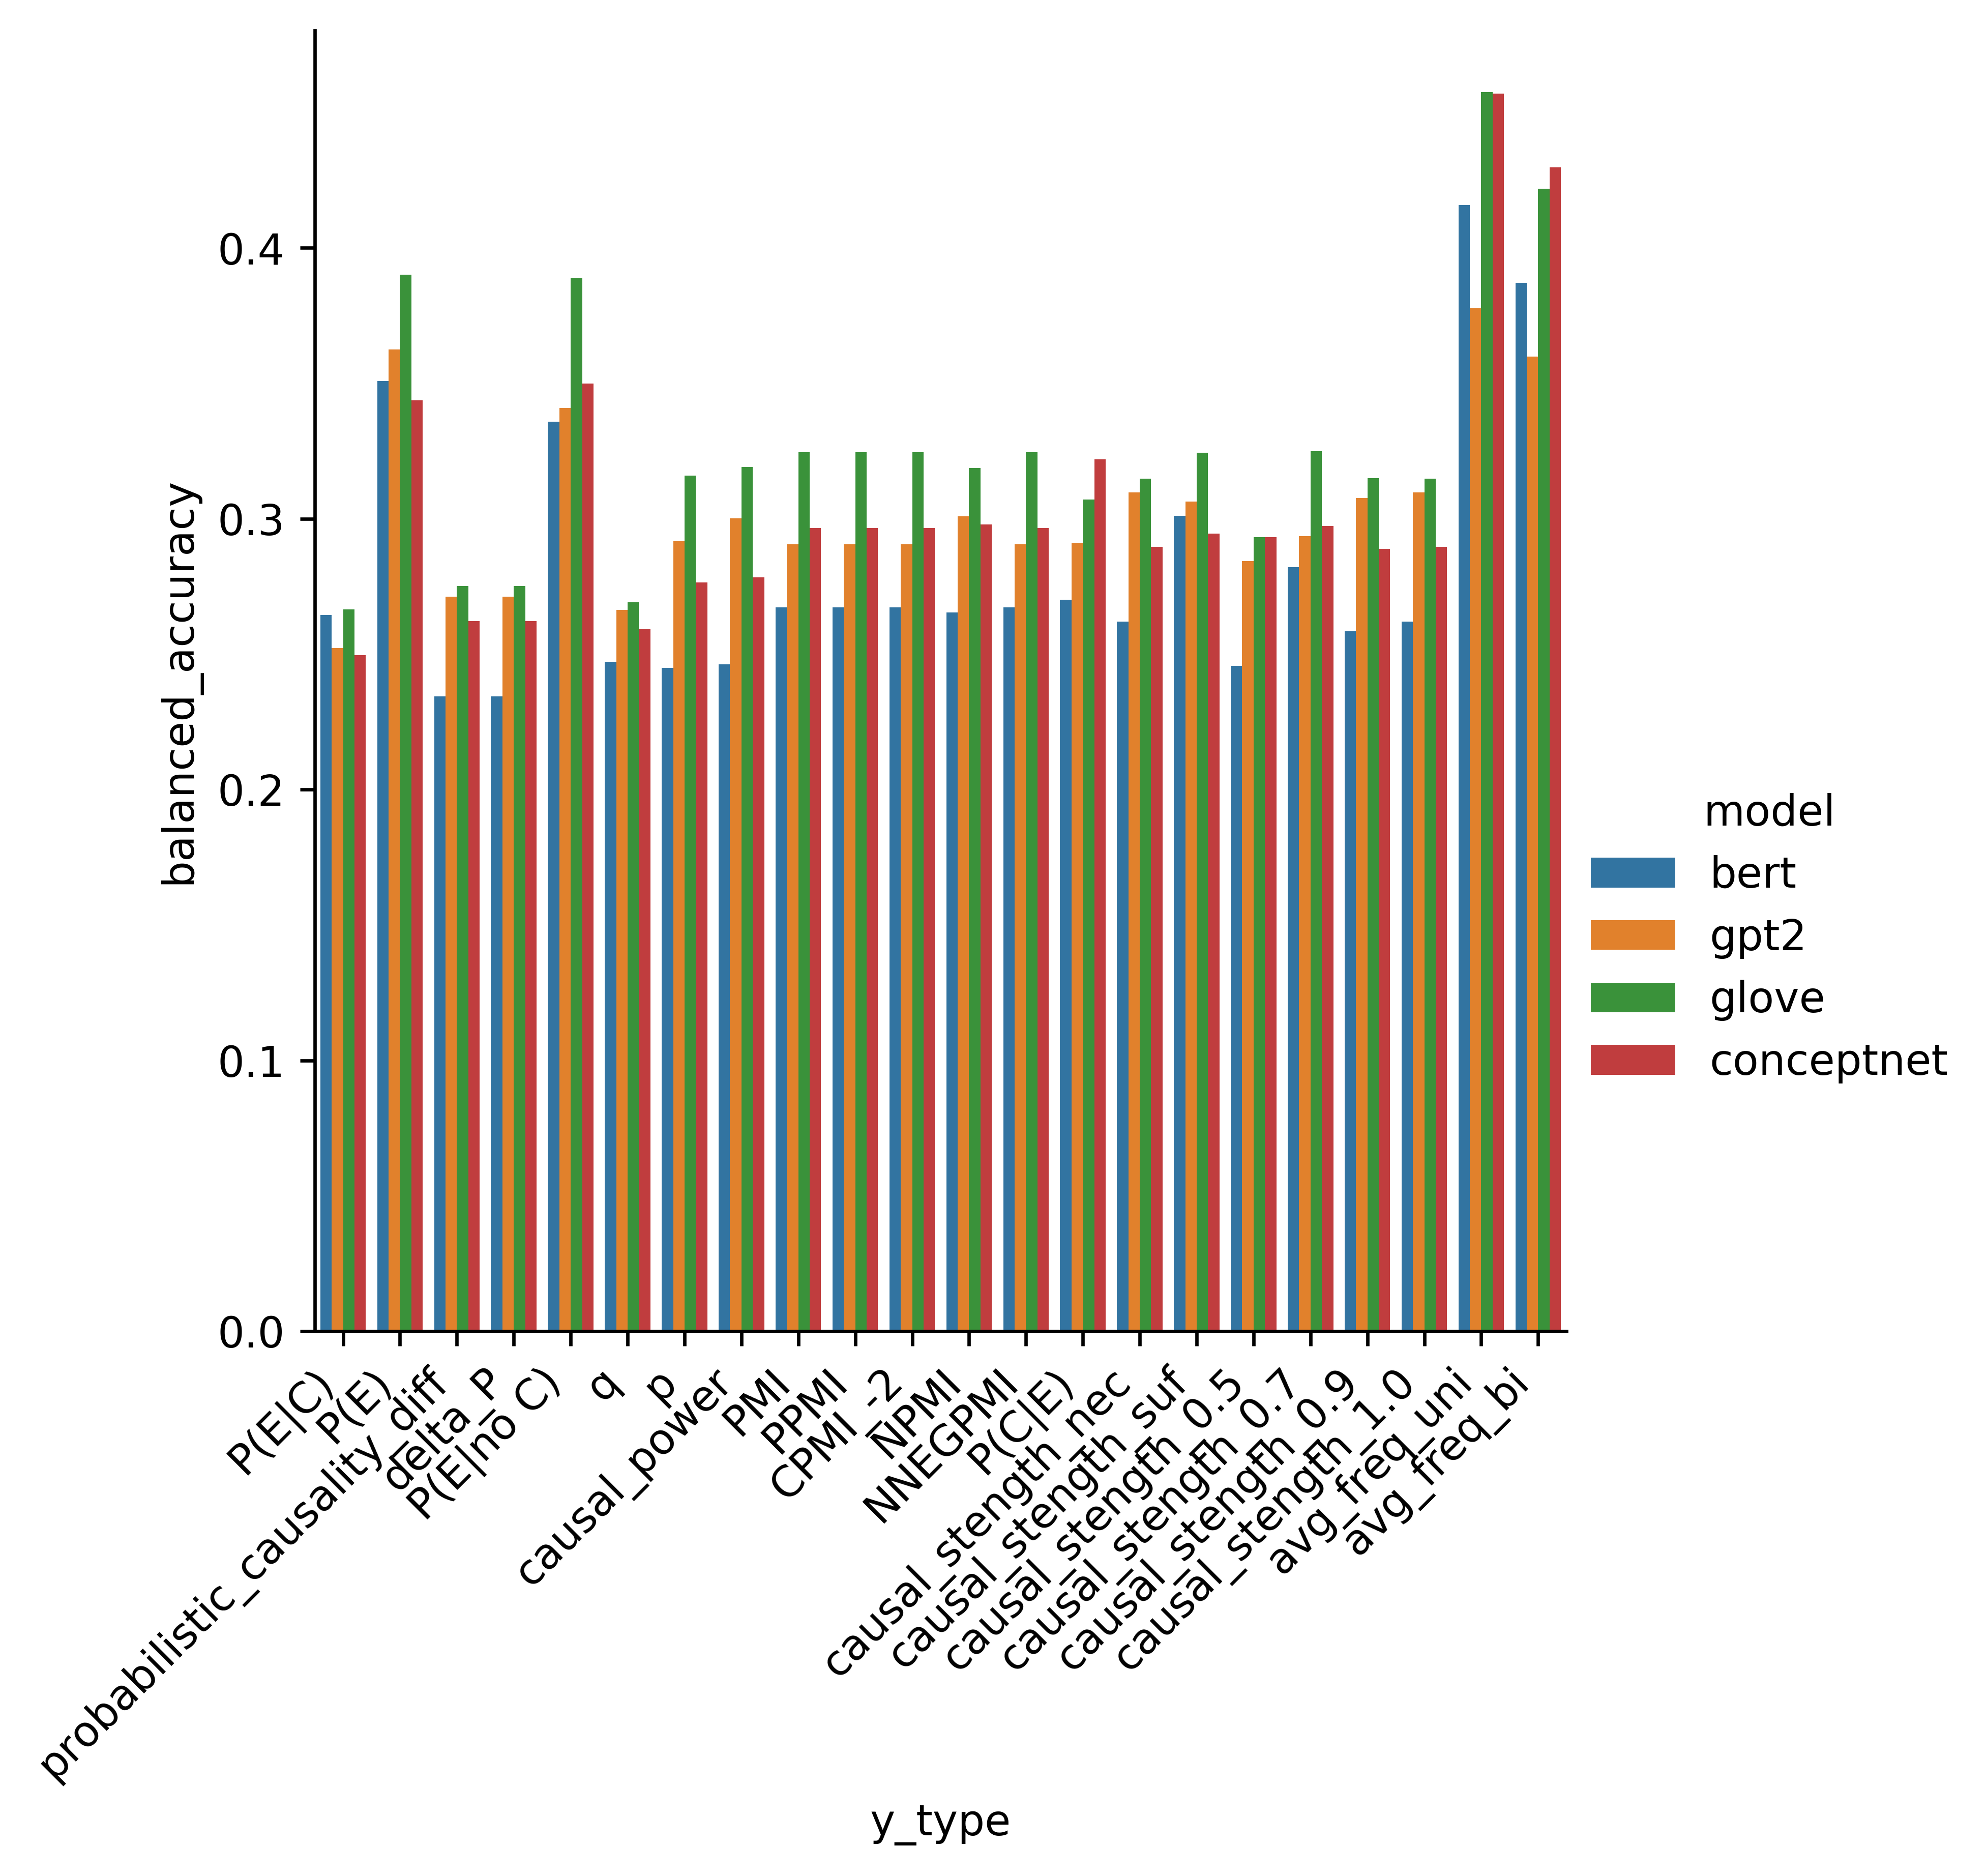 balanced_accuracy
0.4
0.3
0.2
0.1
0.0
P(E|C)
P(E)
probabilistic_causality_diff
delta_P
P(E|no C)
q
p
causal_power
PMI
PPMI
CPMI_-2
NPMI
NNEGPMI
P(C|E)
causal_stength_nec
causal_stength_suf
causal_stength_0.5
causal_stength_0.7
causal_stength_0.9
causal_stength_1.0
avg_freq_uni
avg_freq_bi
y_type
model
bert
gpt2
glove
conceptnet